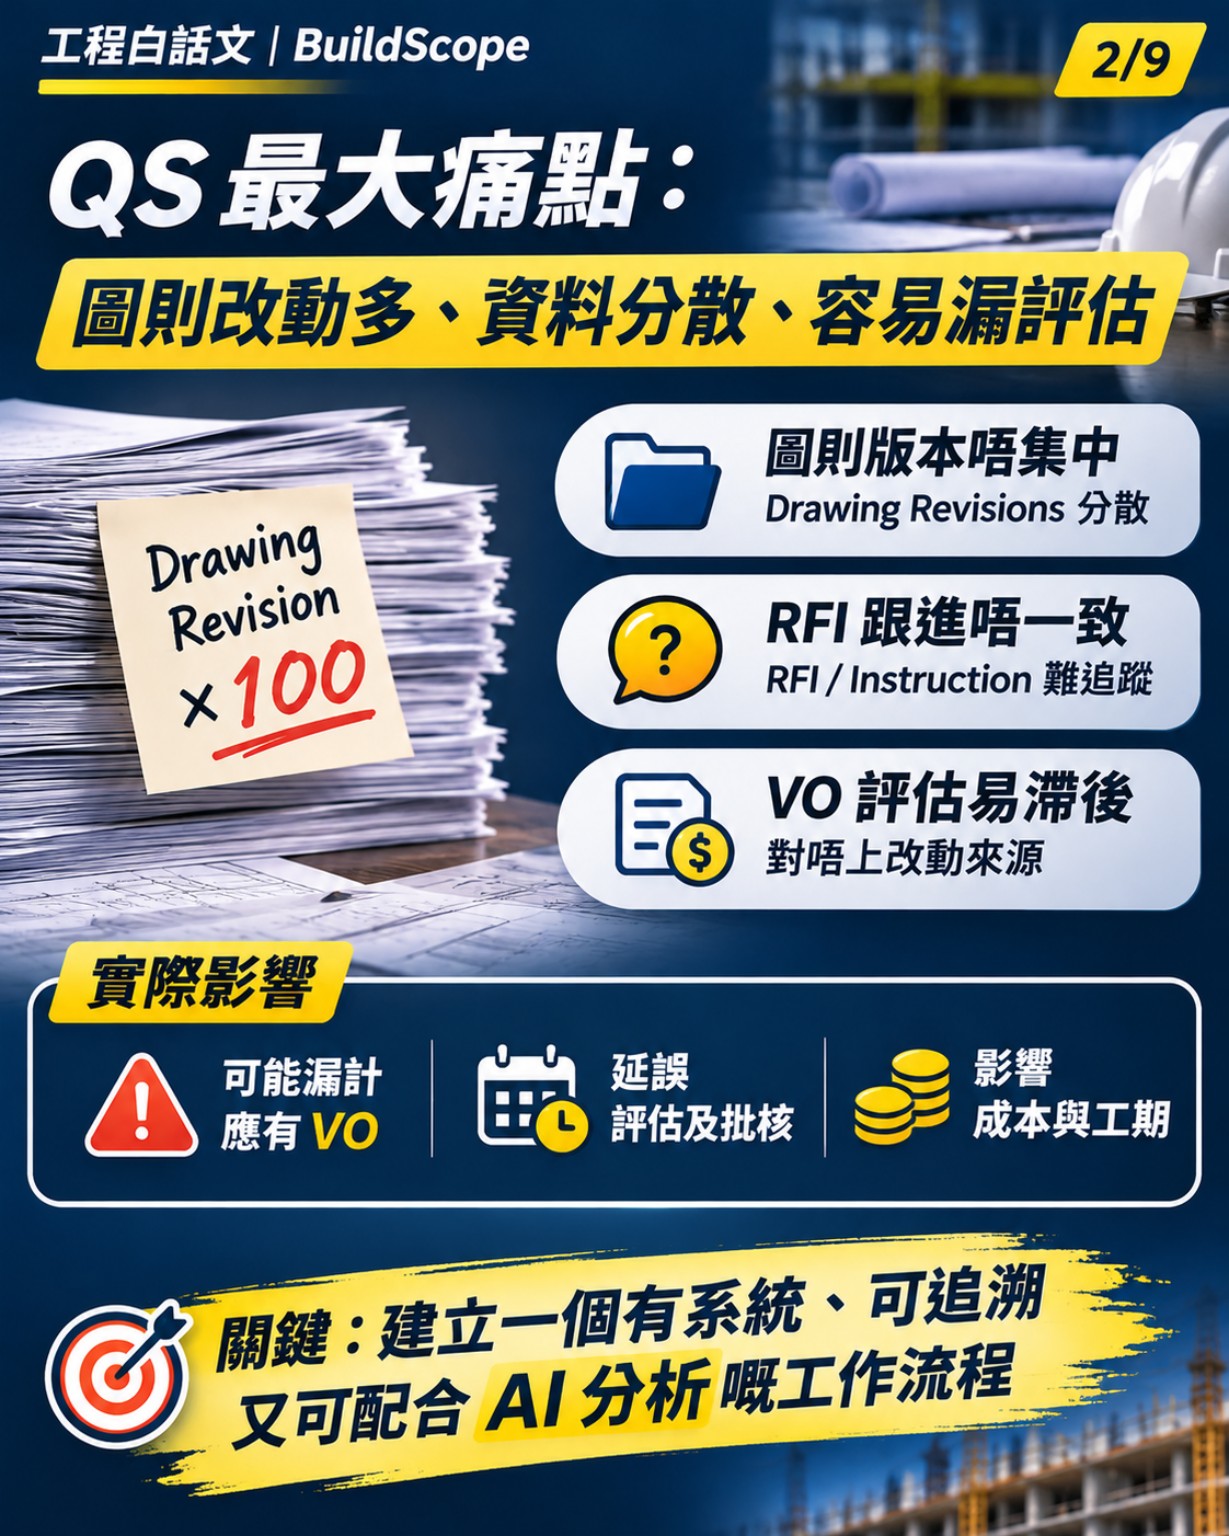 工程白話文 | BuildScope
2/9
QS 最大痛點：
圖則改動多、資料分散、容易漏評估
Drawing
Revision
× 100
圖則版本唔集中
Drawing Revisions 分散
?
RFI 跟進唔一致
RFI / Instruction 難追蹤
$
VO 評估易滯後
對唔上改動來源
實際影響
!
可能漏計
應有 VO
延誤
評估及批核
影響
成本與工期
關鍵：建立一個有系統、可追溯
又可配合 AI 分析 嘅工作流程